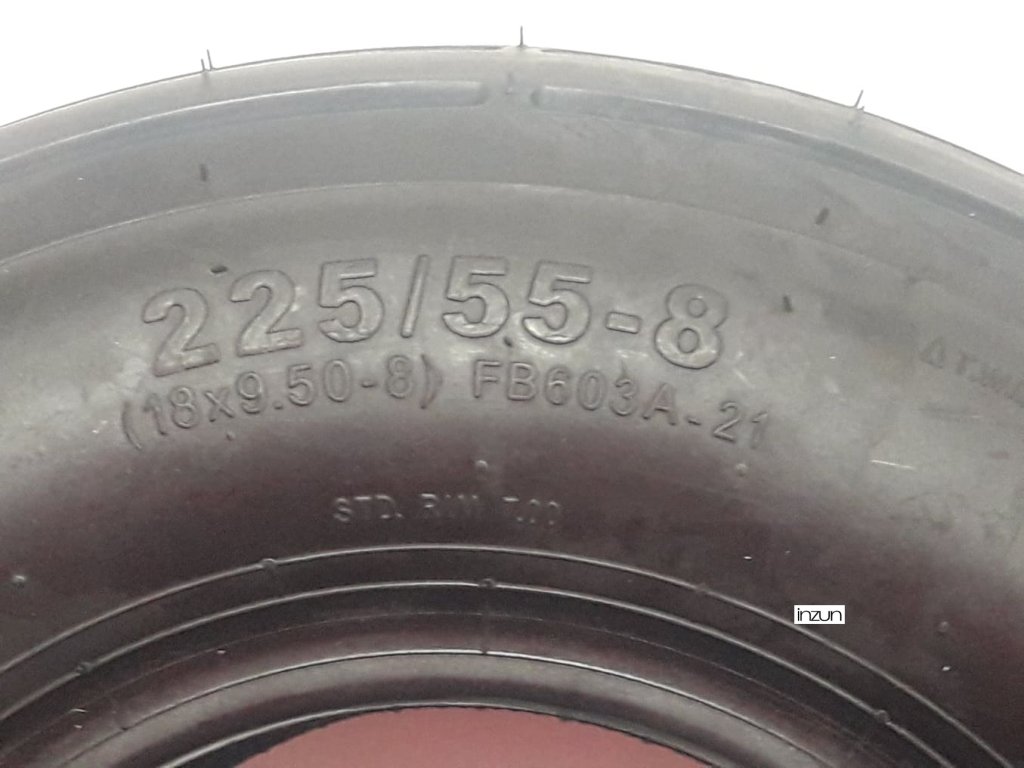 225/55-8
(18x9.50-8) FB603A-21
STD. RIM 7.00
inzun